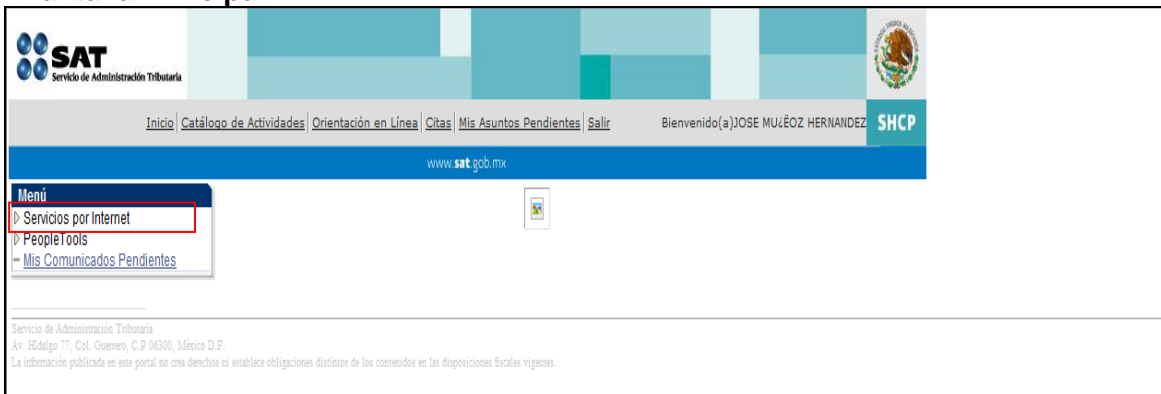 SAT
Servicio de Administración Tributaria
Inicio Catálogo de Actividades Orientación en Línea Citas Mis Asuntos Pendientes Salir Bienvenido(a)JOSE MU¿ËOZ HERNANDEZ SHCP
www.sat.gob.mx
Menú
Servicios por Internet
PeopleTools
Mis Comunicados Pendientes
Servicio de Administración Tributaria
Av. HIdalgo 77, Col. Guerrero, C.P 06300, México D.F.
La información publicada en este portal no crea derechos ni establece obligaciones distintos de los contenidos en las disposiciones fiscales vigentes.